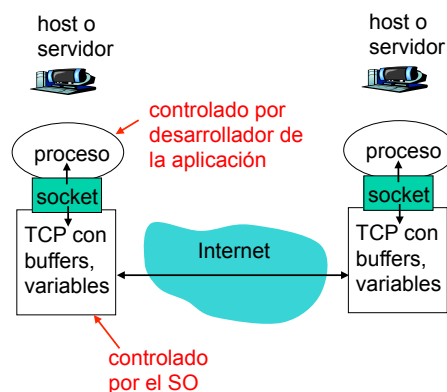 host o
servidor
host o
servidor
controlado por
desarrollador de
la aplicación
proceso
proceso
socket
socket
TCP con
buffers,
variables
Internet
TCP con
buffers,
variables
controlado
por el SO